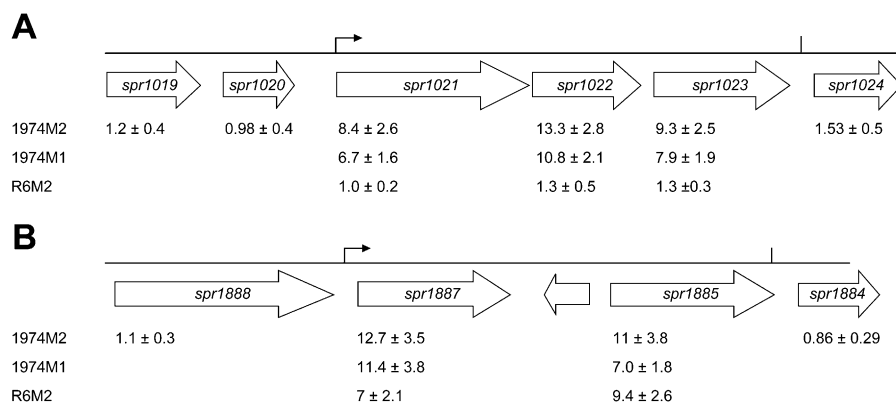 A
spr1019 spr1020 spr1021 spr1022 spr1023 spr1024
1974M2 1.2 ± 0.4 0.98 ± 0.4 8.4 ± 2.6 13.3 ± 2.8 9.3 ± 2.5 1.53 ± 0.5
1974M1 6.7 ± 1.6 10.8 ± 2.1 7.9 ± 1.9
R6M2 1.0 ± 0.2 1.3 ± 0.5 1.3 ±0.3
B
spr1888 spr1887 spr1885 spr1884
1974M2 1.1 ± 0.3 12.7 ± 3.5 11 ± 3.8 0.86 ± 0.29
1974M1 11.4 ± 3.8 7.0 ± 1.8
R6M2 7 ± 2.1 9.4 ± 2.6